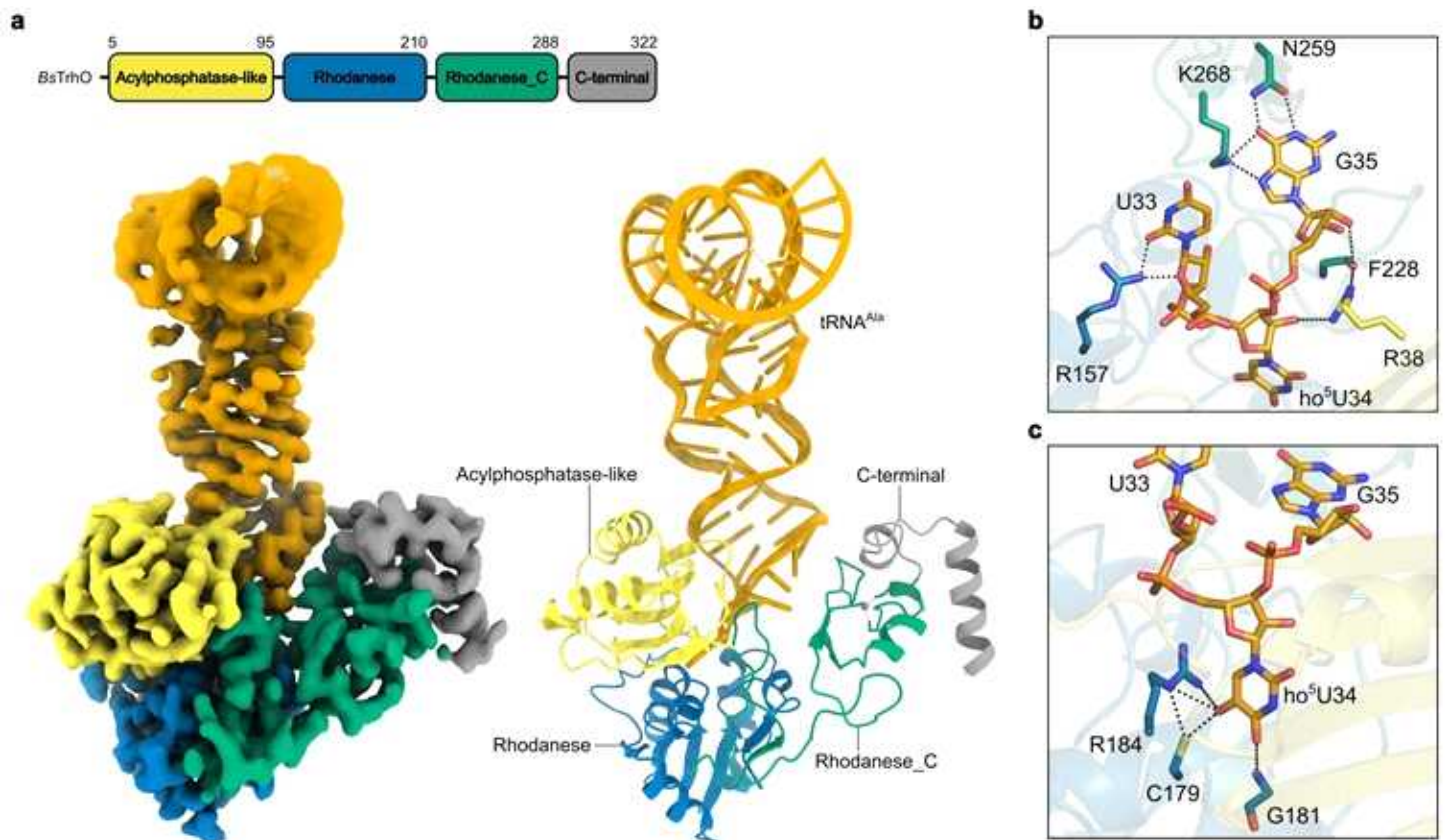 a
5 95 210 288 322
BsTrhO Acylphosphatase-like Rhodanese Rhodanese_C C-terminal
tRNAᴬˡᵃ
Acylphosphatase-like
C-terminal
Rhodanese
Rhodanese_C
b
N259
K268
G35
U33
F228
R157
R38
ho⁵U34
c
U33
G35
ho⁵U34
R184
C179
G181